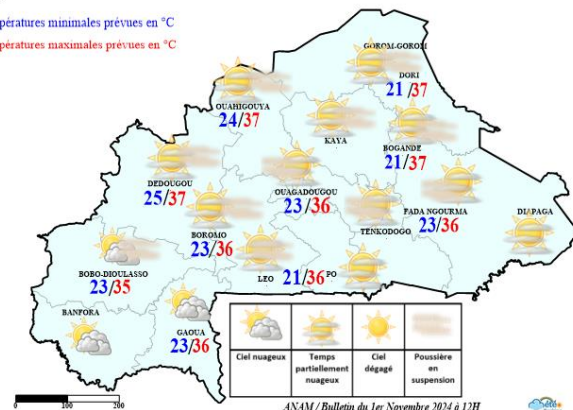 pératures minimales prévues en °C
pératures maximales prévues en °C
GOROM-GOROM
DORI
21/37
OUAHIGOUYA
24/37
KAYA
BOGANDE
21/37
DEDOUGOU
25/37
OUAGADOUGOU
23/36
TENKODOGO
FADA NGOURMA
23/36
DIAPAGA
BOROMO
23/36
BOBO-DIOULASSO
23/35
LEO
21/36
PO
BANFORA
GAOUA
23/36
Ciel nuageux
Temps
partiellement
nuageux
Ciel
dégagé
Poussière
en
suspension
0 100 200
ANAM / Bulletin du 1er Novembre 2024 à 12H